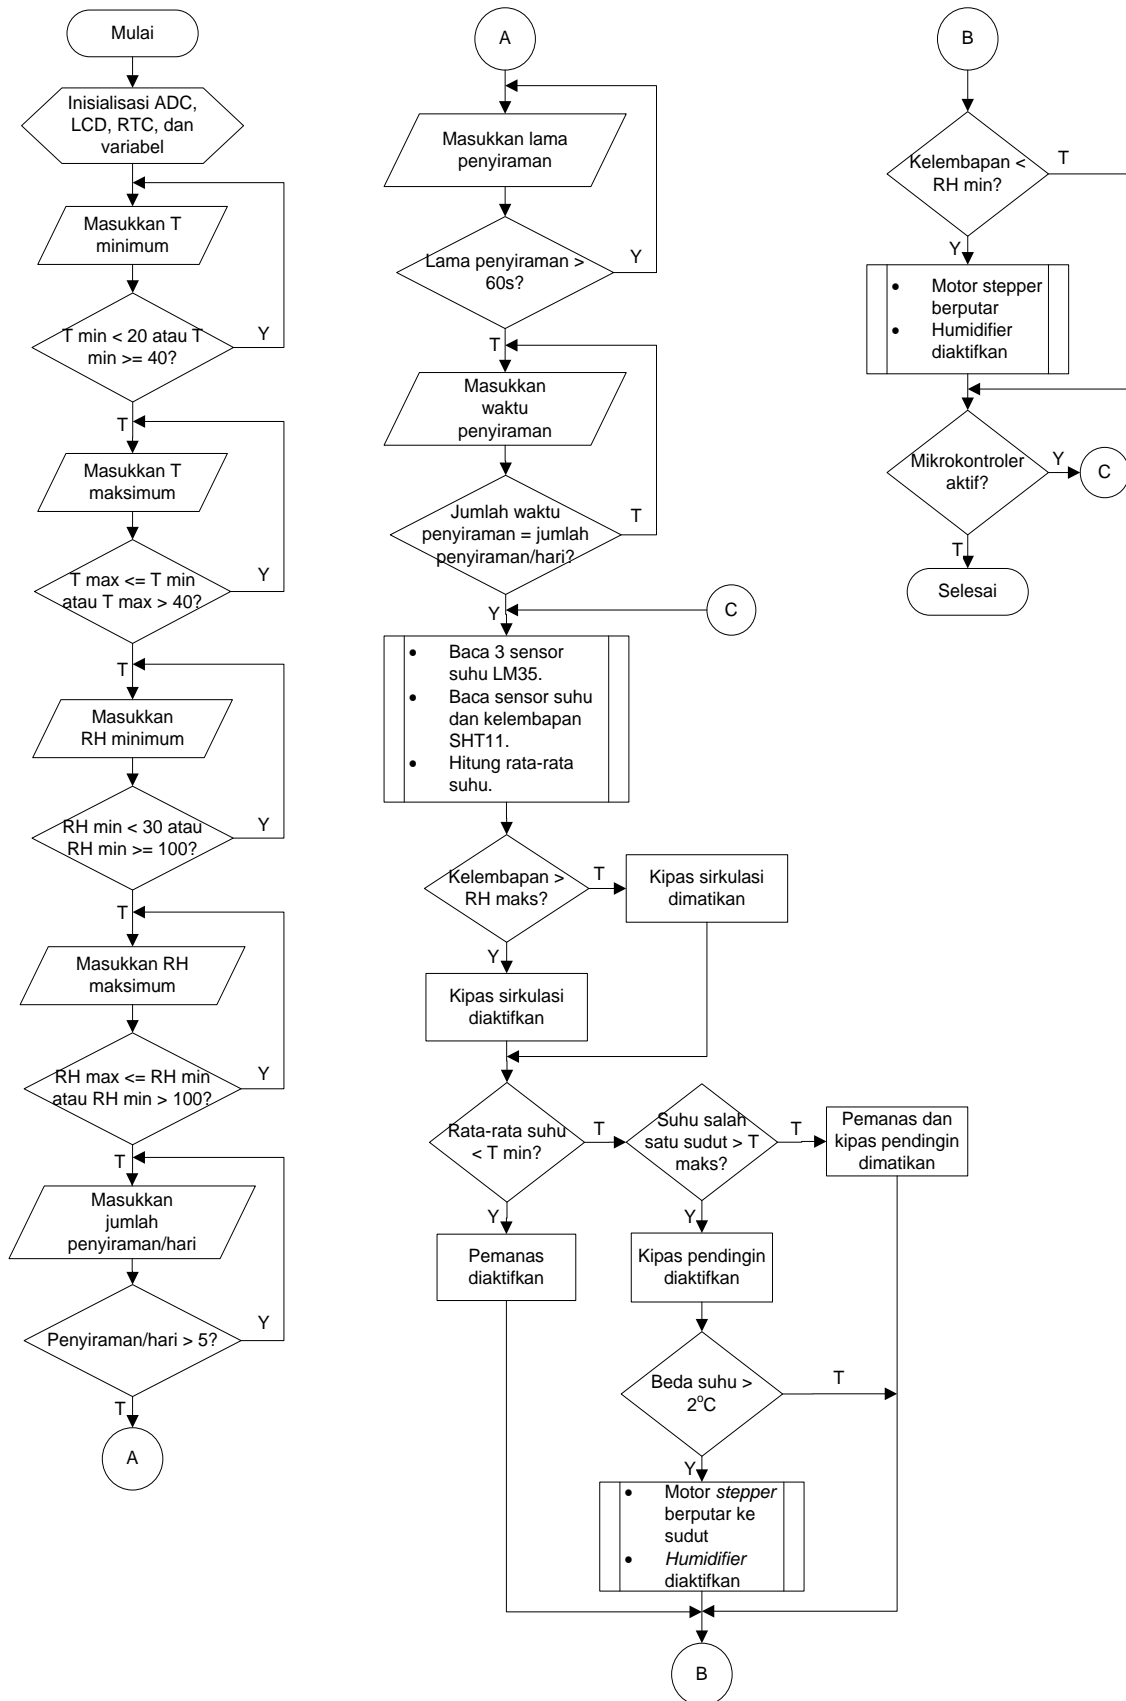 Mulai
Inisialisasi ADC,
LCD, RTC, dan
variabel
Masukkan T
minimum
T min < 20 atau T
min >= 40?
Y
T
Masukkan T
maksimum
T max <= T min
atau T max > 40?
Y
T
Masukkan
RH minimum
RH min < 30 atau
RH min >= 100?
Y
T
Masukkan RH
maksimum
RH max <= RH min
atau RH min > 100?
Y
T
Masukkan
jumlah
penyiraman/hari
Penyiraman/hari > 5?
Y
T
A
A
Masukkan lama
penyiraman
Lama penyiraman >
60s?
Y
T
Masukkan
waktu
penyiraman
Jumlah waktu
penyiraman = jumlah
penyiraman/hari?
T
Y
C
• Baca 3 sensor
suhu LM35.
• Baca sensor suhu
dan kelembapan
SHT11.
• Hitung rata-rata
suhu.
Kelembapan >
RH maks?
T
Kipas sirkulasi
dimatikan
Y
Kipas sirkulasi
diaktifkan
Rata-rata suhu
< T min?
T
Suhu salah
satu sudut > T
maks?
T
Pemanas dan
kipas pendingin
dimatikan
Y
Pemanas
diaktifkan
Y
Kipas pendingin
diaktifkan
Beda suhu >
2°C
T
Y
• Motor stepper
berputar ke
sudut
• Humidifier
diaktifkan
B
B
Kelembapan <
RH min?
T
Y
• Motor stepper
berputar
• Humidifier
diaktifkan
Mikrokontroler
aktif?
Y
C
T
Selesai